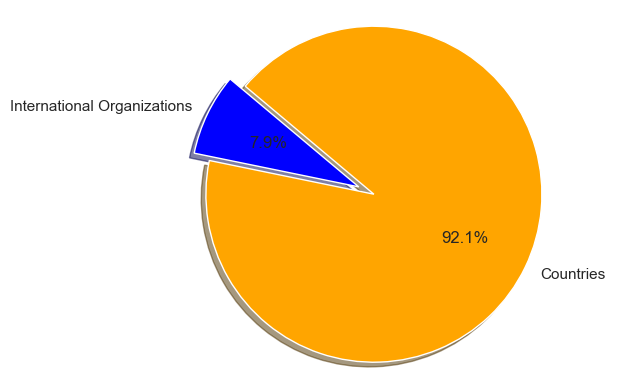 International Organizations
7.9%
92.1%
Countries